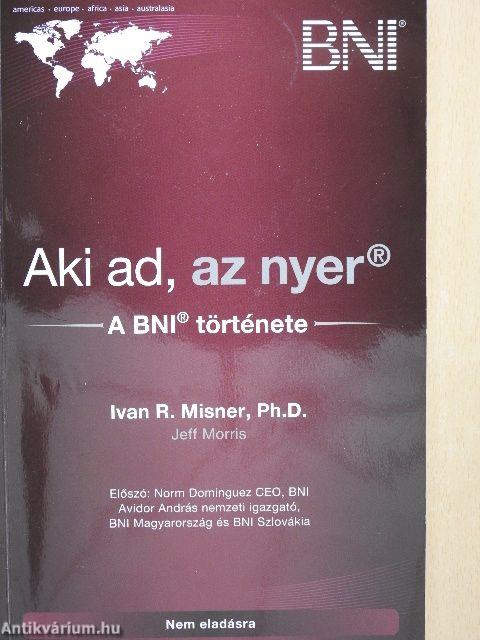 americas • europe • africa • asia • australasia
BNI®
Aki ad, az nyer®
A BNI® története
Ivan R. Misner, Ph.D.
Jeff Morris
Előszó: Norm Dominguez CEO, BNI
Avidor András nemzeti igazgató,
BNI Magyarország és BNI Szlovákia
Nem eladásra
Antikvárium.hu